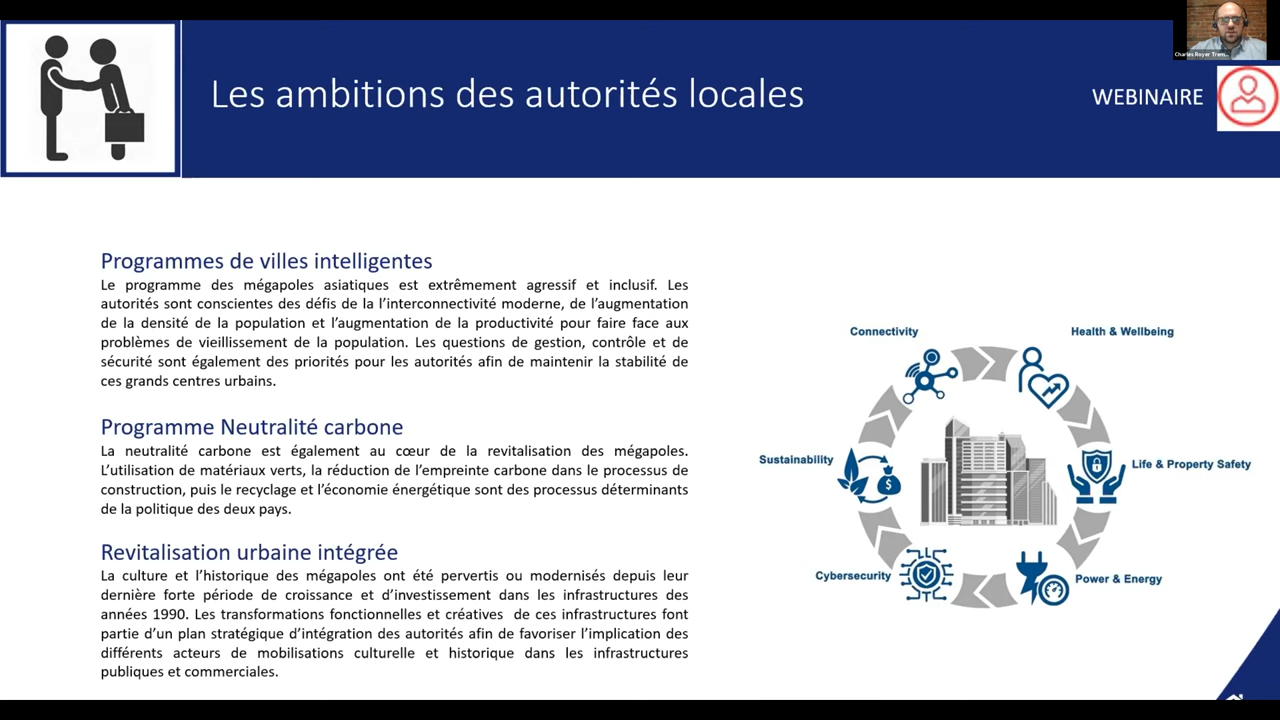 Charles Royer Trem...
Les ambitions des autorités locales
WEBINAIRE
Programmes de villes intelligentes
Le programme des mégapoles asiatiques est extrêmement agressif et inclusif. Les
autorités sont conscientes des défis de la l’interconnectivité moderne, de l’augmentation
de la densité de la population et l’augmentation de la productivité pour faire face aux
problèmes de vieillissement de la population. Les questions de gestion, contrôle et de
sécurité sont également des priorités pour les autorités afin de maintenir la stabilité de
ces grands centres urbains.
Programme Neutralité carbone
La neutralité carbone est également au cœur de la revitalisation des mégapoles.
L’utilisation de matériaux verts, la réduction de l’empreinte carbone dans le processus de
construction, puis le recyclage et l’économie énergétique sont des processus déterminants
de la politique des deux pays.
Revitalisation urbaine intégrée
La culture et l’historique des mégapoles ont été pervertis ou modernisés depuis leur
dernière forte période de croissance et d’investissement dans les infrastructures des
années 1990. Les transformations fonctionnelles et créatives de ces infrastructures font
partie d’un plan stratégique d’intégration des autorités afin de favoriser l’implication des
différents acteurs de mobilisations culturelle et historique dans les infrastructures
publiques et commerciales.
Connectivity
Health & Wellbeing
Sustainability
Life & Property Safety
Cybersecurity
Power & Energy